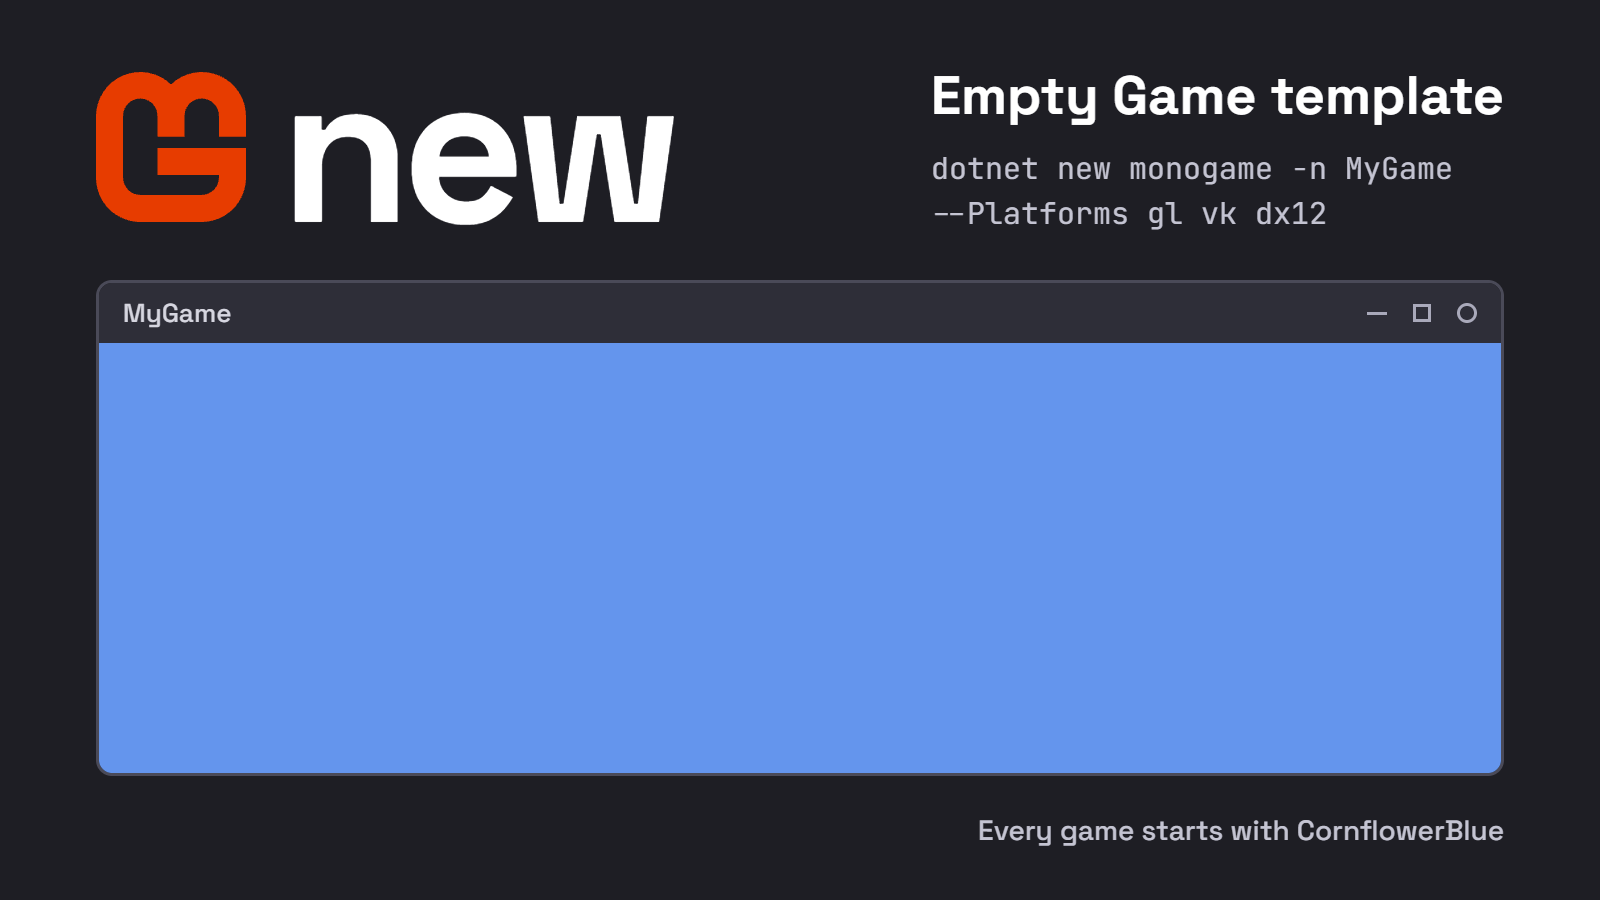 new
Empty Game template
dotnet new monogame -n MyGame
--Platforms gl vk dx12
MyGame
Every game starts with CornflowerBlue